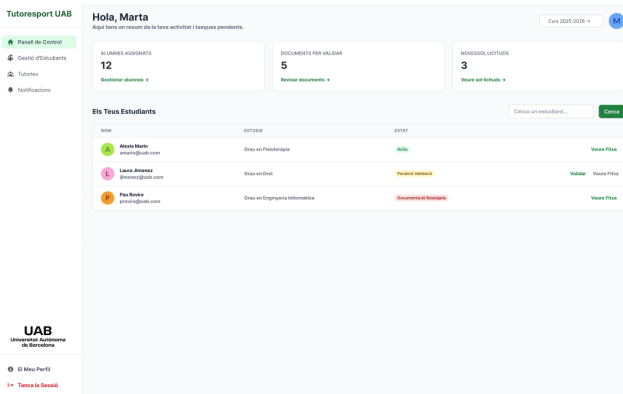 Tutoresport UAB
Panell de Control
Gestió d'Estudiants
Tutories
Notificacions
UAB
Universitat Autònoma
de Barcelona
El Meu Perfil
Tanca la Sessió
Hola, Marta
Aquí tens un resum de la teva activitat i tasques pendents.
Curs 2025-2026
M
ALUMNES ASSIGNATS
12
Gestionar alumnes →
DOCUMENTS PER VALIDAR
5
Revisar documents →
NOVES SOL·LICITUDS
3
Veure sol·licituds →
Els Teus Estudiants
Cerca un estudiant...
Cerca
NOM ESTUDIS ESTAT
A Alexia Marin Grau en Fisioteràpia Actiu Veure Fitxa
amarin@uab.com
L Laura Jimenez Grau en Dret Pendent Validació Validar Veure Fitxa
ljimenez@uab.com
P Pau Rovira Grau en Enginyeria Informàtica Documentació Rebutjada Veure Fitxa
provira@uab.com